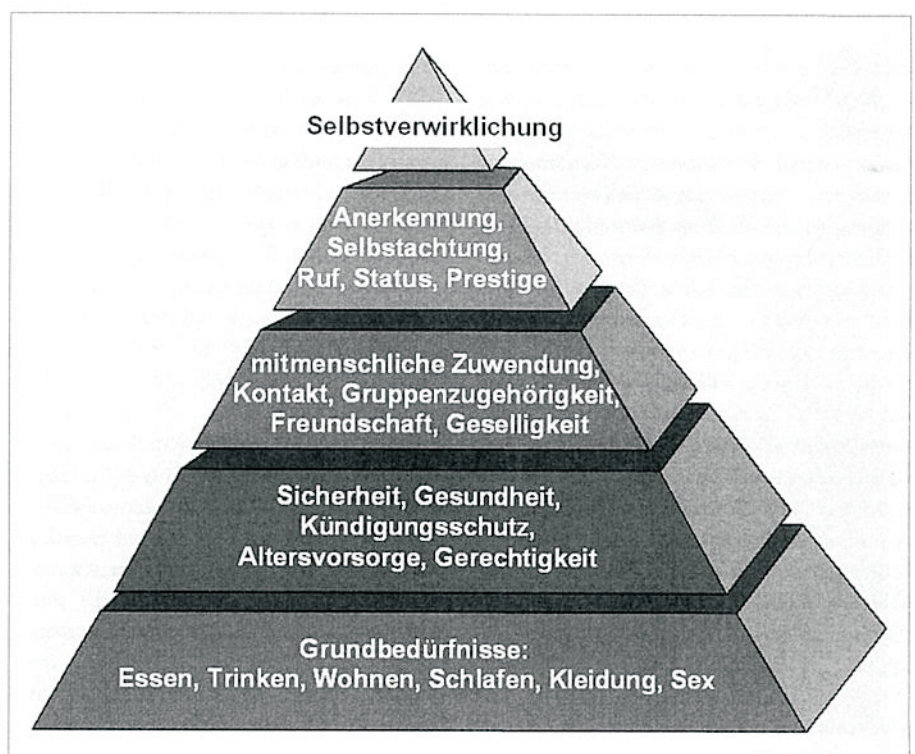 Selbstverwirklichung
Anerkennung,
Selbstachtung,
Ruf, Status, Prestige
mitmenschliche Zuwendung,
Kontakt, Gruppenzugehörigkeit,
Freundschaft, Geselligkeit
Sicherheit, Gesundheit,
Kündigungsschutz,
Altersvorsorge, Gerechtigkeit
Grundbedürfnisse:
Essen, Trinken, Wohnen, Schlafen, Kleidung, Sex